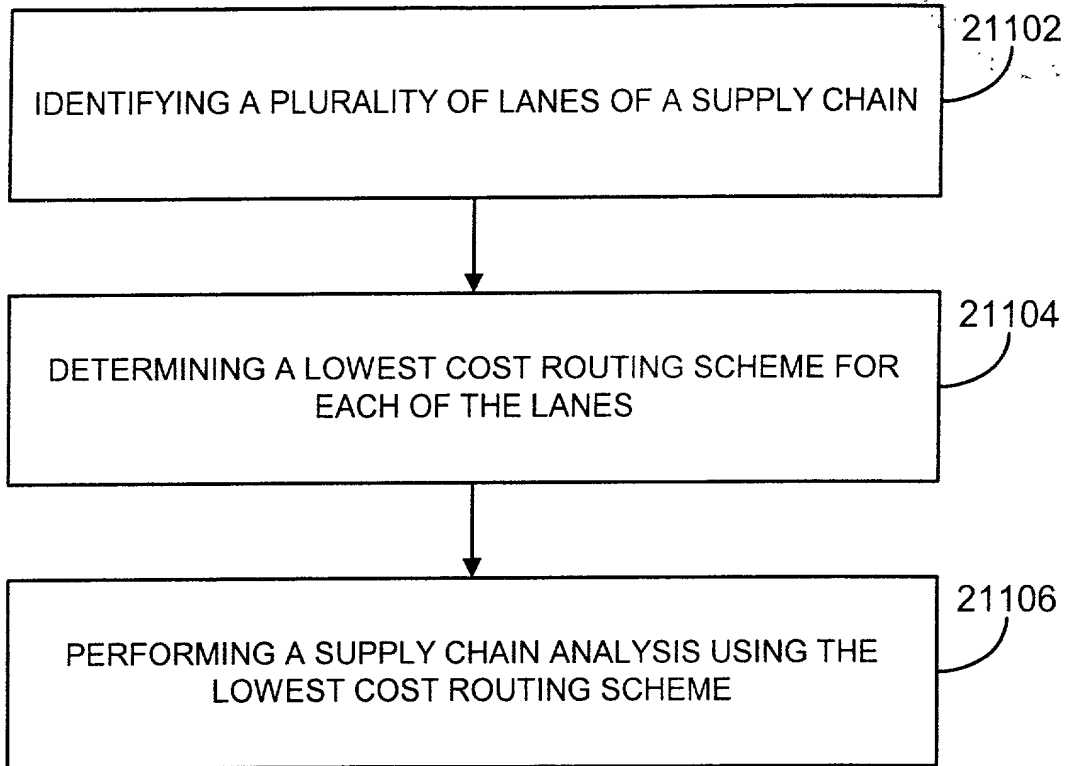 21102
IDENTIFYING A PLURALITY OF LANES OF A SUPPLY CHAIN
21104
DETERMINING A LOWEST COST ROUTING SCHEME FOR
EACH OF THE LANES
21106
PERFORMING A SUPPLY CHAIN ANALYSIS USING THE
LOWEST COST ROUTING SCHEME